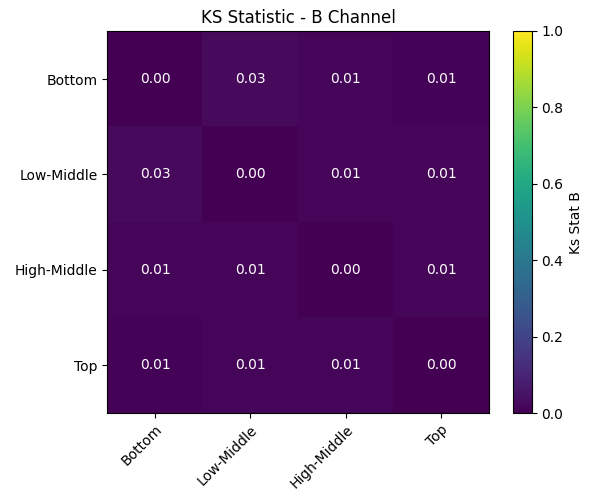 KS Statistic - B Channel
Bottom 0.00 0.03 0.01 0.01
Low-Middle 0.03 0.00 0.01 0.01
High-Middle 0.01 0.01 0.00 0.01
Top 0.01 0.01 0.01 0.00
Bottom Low-Middle High-Middle Top
1.0
0.8
0.6
0.4
0.2
0.0
Ks Stat B